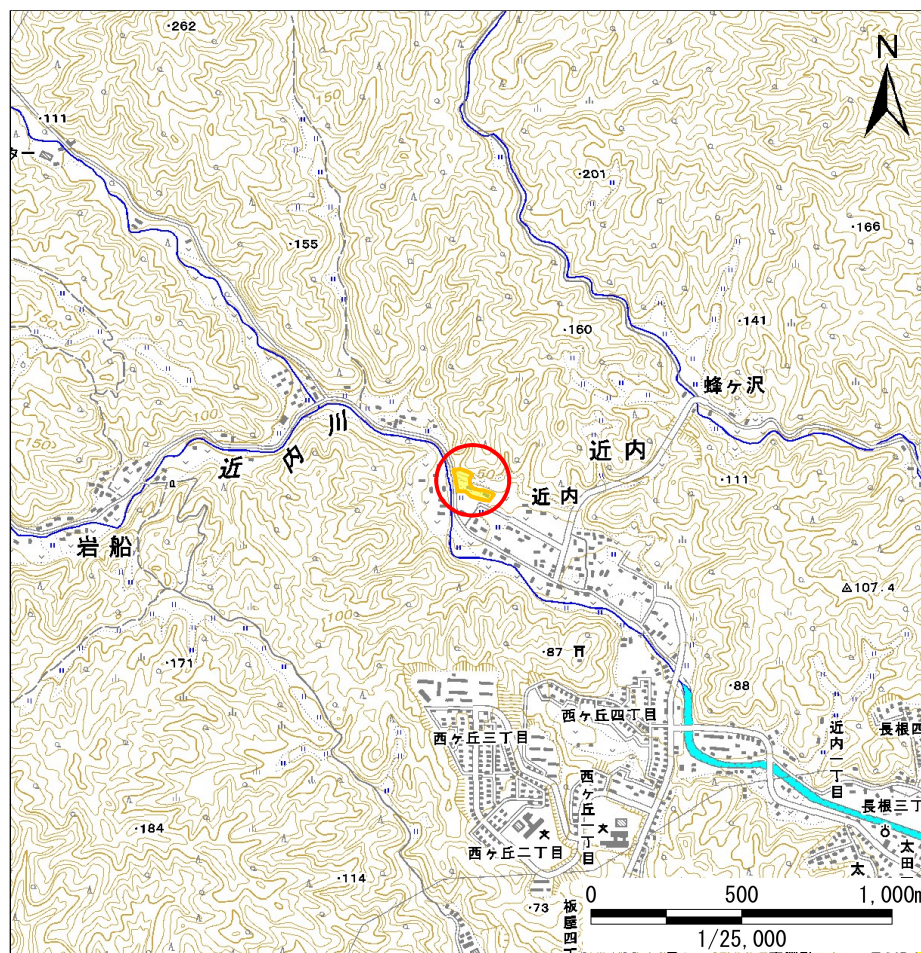 ・262
N
150
・111
ター
・201
・155
・166
・160
・141
蜂ヶ沢
100
150
近内川
近内
近内
・111
岩船
107.4
・171
・87
・88
西ヶ丘四丁目
西ヶ丘三丁目
近内一丁目
長根四
西ヶ丘一丁目
長根三丁
・184
西ヶ丘二丁目
太田一
太
・114
・73
板屋四丁
0 500 1,000m
1/25,000